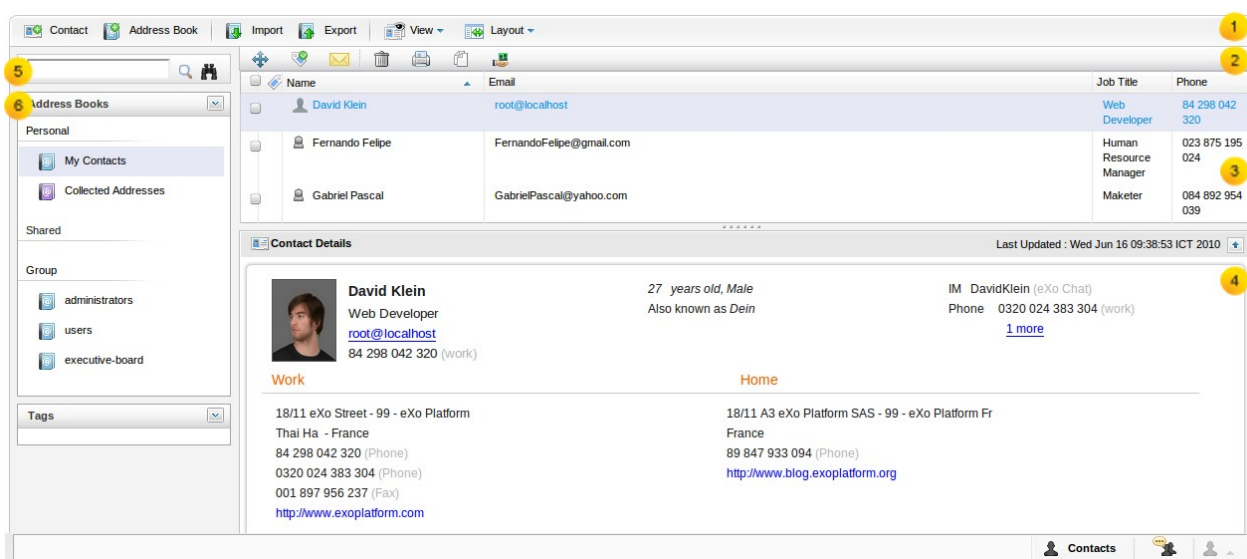 Contact Address Book Import Export View Layout 1
2
5
6 Address Books
Personal
My Contacts
Collected Addresses
Shared
Group
administrators
users
executive-board
Tags
Name Email Job Title Phone
David Klein root@localhost Web 84 298 042
Developer 320
Fernando Felipe FernandoFelipe@gmail.com Human 023 875 195
Resource 024
Manager
3
Gabriel Pascal GabrielPascal@yahoo.com Maketer 084 892 954
039
Contact Details Last Updated : Wed Jun 16 09:38:53 ICT 2010
4
David Klein
Web Developer
root@localhost
84 298 042 320 (work)
27 years old, Male
Also known as Dein
IM DavidKlein (eXo Chat)
Phone 0320 024 383 304 (work)
1 more
Work
18/11 eXo Street - 99 - eXo Platform
Thai Ha - France
84 298 042 320 (Phone)
0320 024 383 304 (Phone)
001 897 956 237 (Fax)
http://www.exoplatform.com
Home
18/11 A3 eXo Platform SAS - 99 - eXo Platform Fr
France
89 847 933 094 (Phone)
http://www.blog.exoplatform.org
Contacts